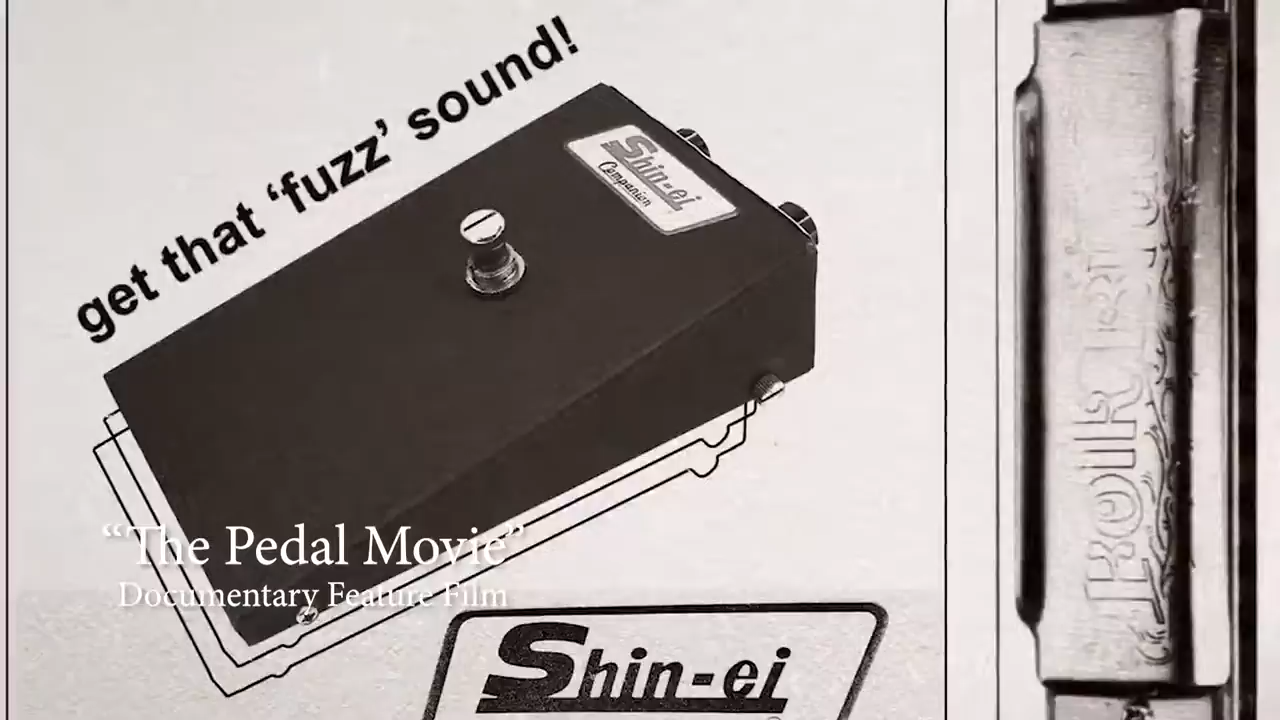 get that ‘fuzz’ sound!
Shin-ei
Companion
“The Pedal Movie”
Documentary Feature Film
Shin-ei